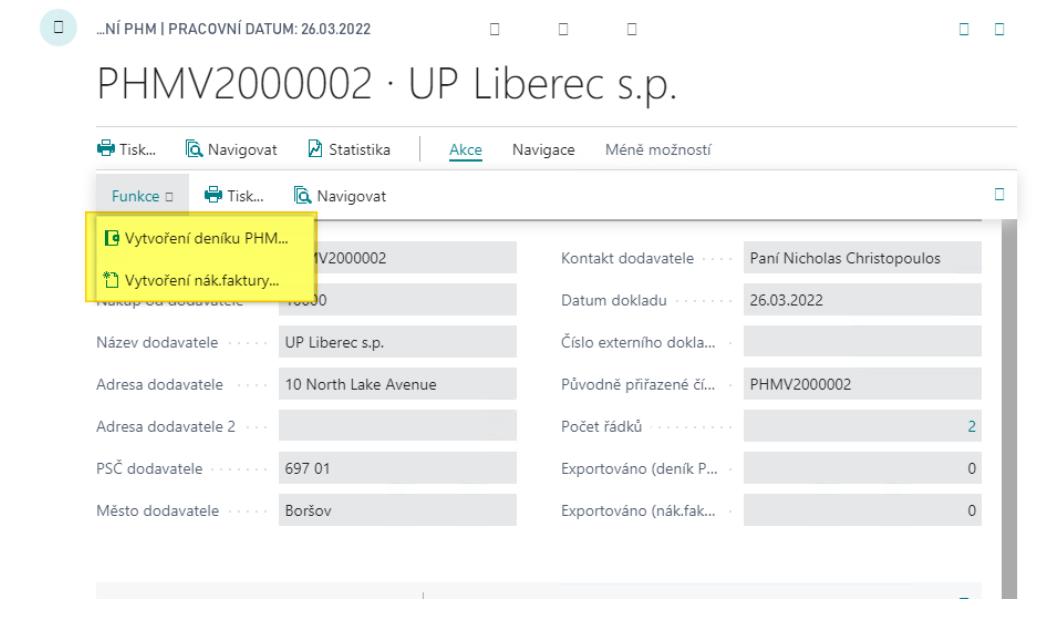 …NÍ PHM | PRACOVNÍ DATUM: 26.03.2022
PHMV2000002 · UP Liberec s.p.
Tisk... Navigovat Statistika Akce Navigace Méně možností
Funkce Tisk... Navigovat
Vytvoření deníku PHM...
Vytvoření nák.faktury...
V2000002 Kontakt dodavatele Paní Nicholas Christopoulos
Nákup od dodavatele 10000 Datum dokladu 26.03.2022
Název dodavatele UP Liberec s.p. Číslo externího dokla...
Adresa dodavatele 10 North Lake Avenue Původně přiřazené čí... PHMV2000002
Adresa dodavatele 2 Počet řádků 2
PSČ dodavatele 697 01 Exportováno (deník P... 0
Město dodavatele Boršov Exportováno (nák.fak... 0